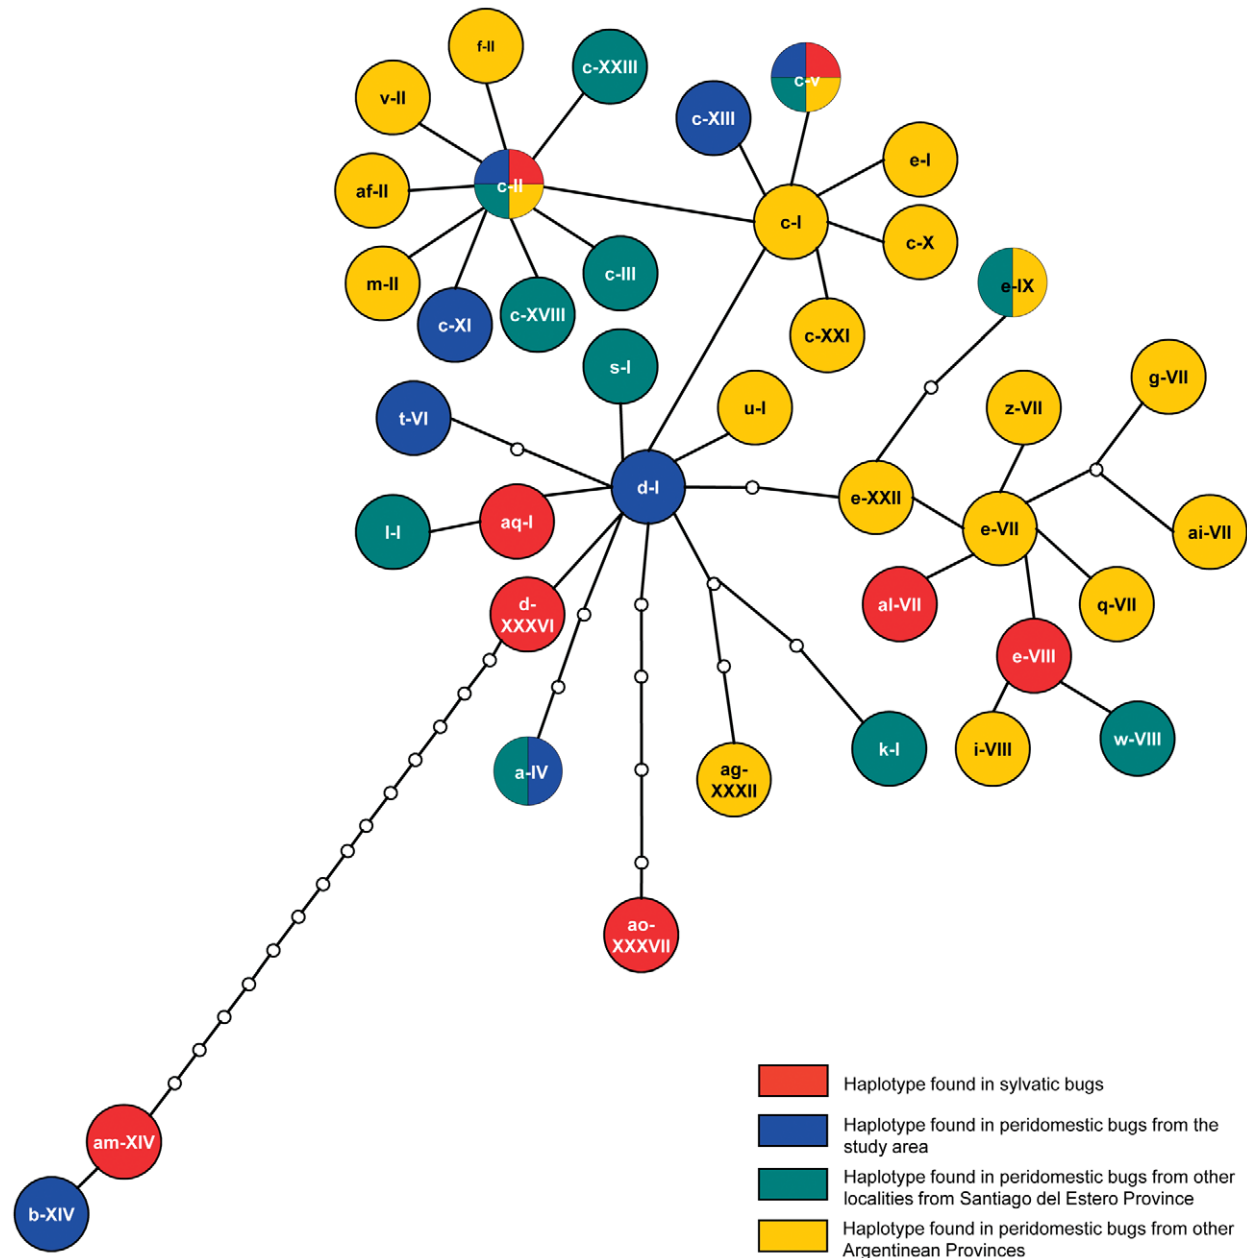 f-II
c-XXIII
v-II
c-v
c-XIII
e-I
af-II
c-II
c-I
c-X
m-II
c-III
e-IX
c-XI
c-XVIII
c-XXI
s-I
g-VII
t-VI
u-I
z-VII
d-I
e-XXII
l-I
aq-I
e-VII
ai-VII
d-
XXXVI
al-VII
q-VII
e-VIII
a-IV
ag-
XXXII
k-I
i-VIII
w-VIII
ao-
XXXVII
am-XIV
b-XIV
Haplotype found in sylvatic bugs
Haplotype found in peridomestic bugs from the
study area
Haplotype found in peridomestic bugs from other
localities from Santiago del Estero Province
Haplotype found in peridomestic bugs from other
Argentinean Provinces